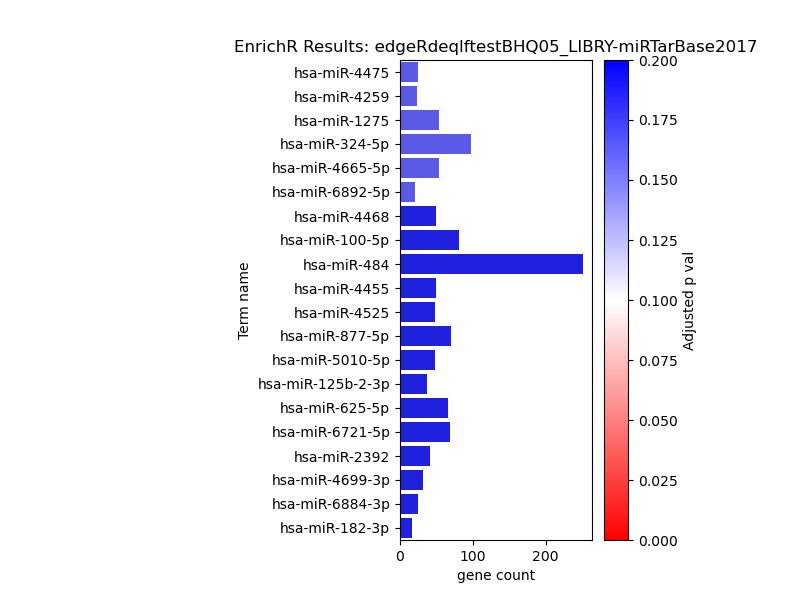 EnrichR Results: edgeRdeqlftestBHQ05_LIBRY-miRTarBase2017
hsa-miR-4475
hsa-miR-4259
hsa-miR-1275
hsa-miR-324-5p
hsa-miR-4665-5p
hsa-miR-6892-5p
hsa-miR-4468
hsa-miR-100-5p
hsa-miR-484
hsa-miR-4455
hsa-miR-4525
hsa-miR-877-5p
hsa-miR-5010-5p
hsa-miR-125b-2-3p
hsa-miR-625-5p
hsa-miR-6721-5p
hsa-miR-2392
hsa-miR-4699-3p
hsa-miR-6884-3p
hsa-miR-182-3p
Term name
0 100 200
gene count
0.200
0.175
0.150
0.125
0.100
0.075
0.050
0.025
0.000
Adjusted p val